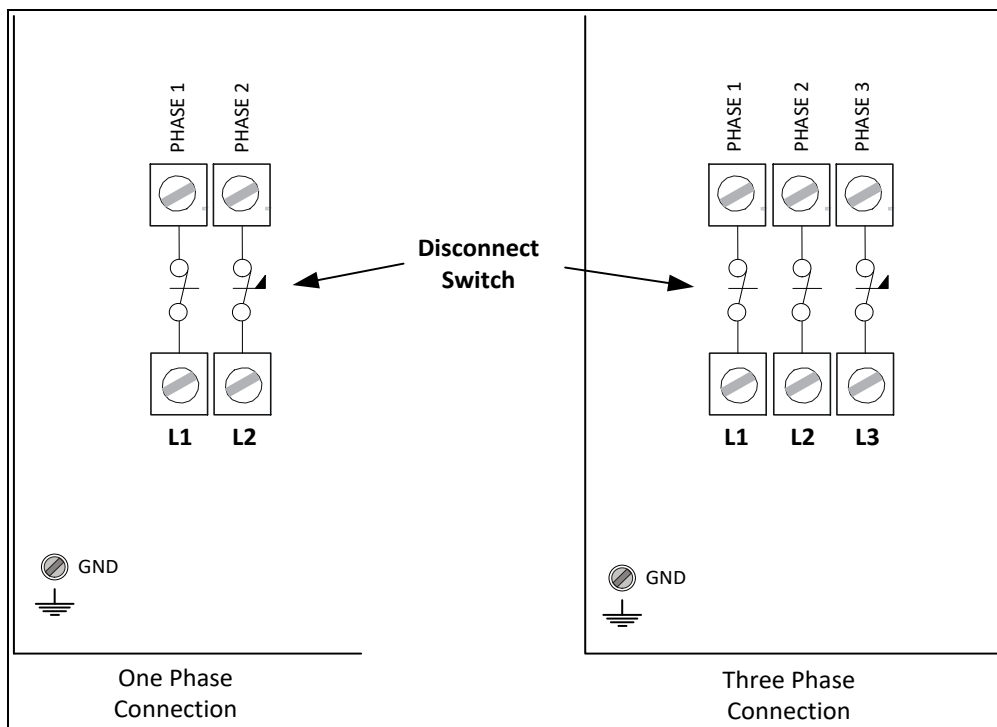 PHASE 1
PHASE 2
L1
L2
GND
One Phase
Connection
Disconnect
Switch
PHASE 1
PHASE 2
PHASE 3
L1
L2
L3
GND
Three Phase
Connection